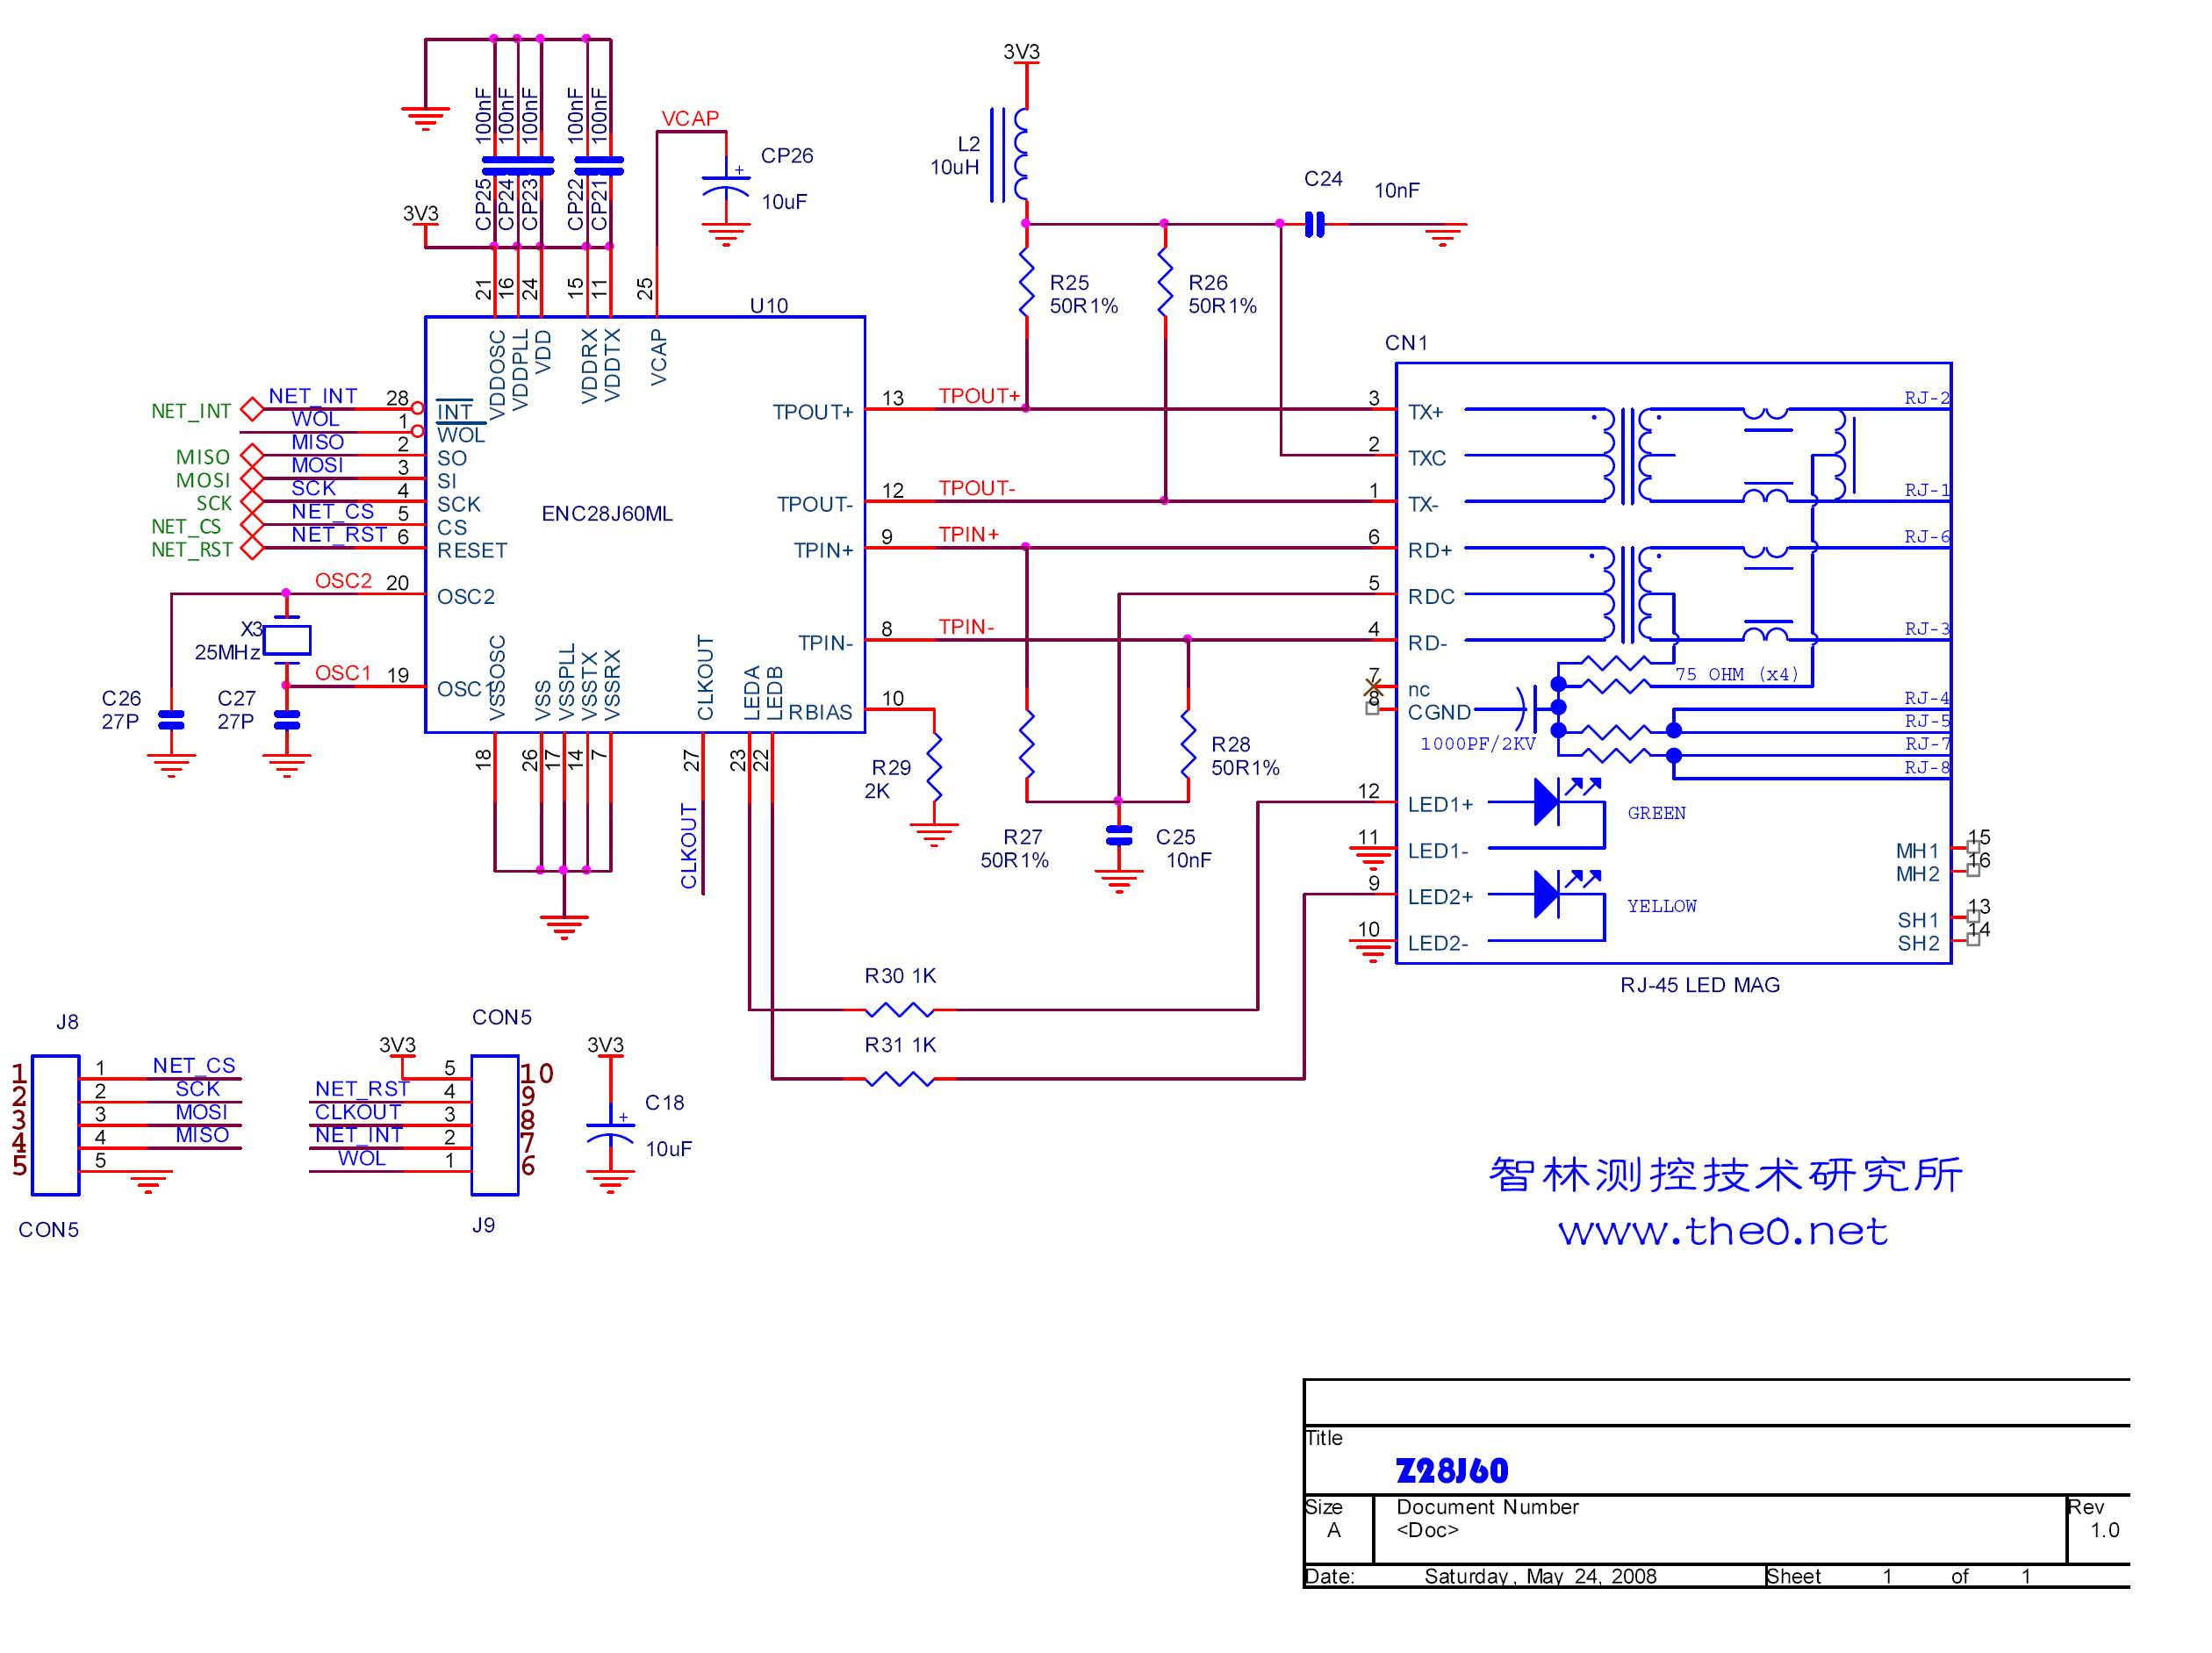 3V3
L2
10uH
C24
10nF
100nF
100nF
100nF
100nF
100nF
CP25
CP24
CP23
CP22
CP21
3V3
VCAP
CP26
10uF
R25
50R1%
R26
50R1%
21
16
24
15
11
25
U10
VDDOSC
VDDPLL
VDD
VDDRX
VDDTX
VCAP
NET_INT
NET_INT
28
INT
WOL
1
WOL
MISO
MISO
2
SO
MOSI
MOSI
3
SI
SCK
SCK
4
SCK
NET_CS
NET_CS
5
CS
NET_RST
NET_RST
6
RESET
OSC2
20
OSC2
X3
25MHz
OSC1
19
OSC1
C26
27P
C27
27P
ENC28J60ML
TPOUT+
13
TPOUT+
TPOUT-
12
TPOUT-
TPIN+
9
TPIN+
TPIN-
8
TPIN-
RBIAS
10
VSSOSC
VSS
VSSPLL
VSSTX
VSSRX
CLKOUT
LEDA
LEDB
18
26
17
14
7
27
23
22
CLKOUT
R29
2K
R27
50R1%
R28
50R1%
C25
10nF
CN1
3
TX+
RJ-2
2
TXC
1
TX-
RJ-1
6
RD+
RJ-6
5
RDC
4
RD-
RJ-3
75 OHM (x4)
7
nc
8
CGND
RJ-4
RJ-5
RJ-7
RJ-8
1000PF/2KV
12
LED1+
GREEN
11
LED1-
9
LED2+
YELLOW
10
LED2-
MH1
15
MH2
16
SH1
13
SH2
14
RJ-45 LED MAG
R30 1K
R31 1K
J8
1
1
NET_CS
2
2
SCK
3
3
MOSI
4
4
MISO
5
5
CON5
CON5
3V3
5
10
NET_RST
4
9
CLKOUT
3
8
NET_INT
2
7
WOL
1
6
J9
3V3
C18
10uF
智林测控技术研究所
www.the0.net
Title
Z28J60
Size
A
Document Number
<Doc>
Rev
1.0
Date:
Saturday, May 24, 2008
Sheet
1
of
1